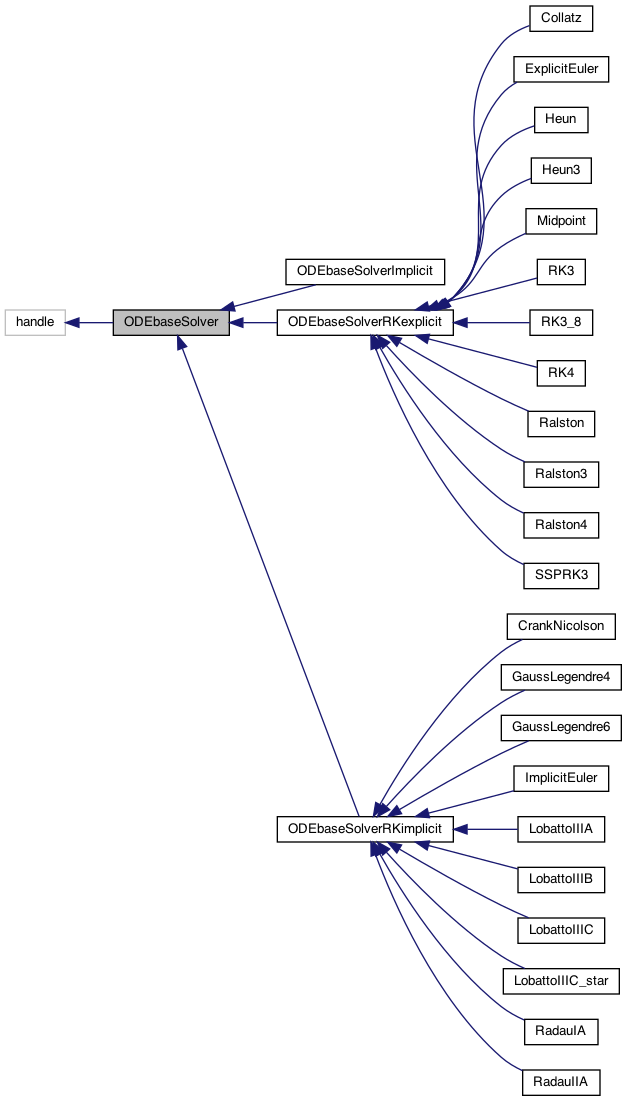 Collatz
ExplicitEuler
Heun
Heun3
Midpoint
ODEbaseSolverImplicit
RK3
handle
ODEbaseSolver
ODEbaseSolverRKexplicit
RK3_8
RK4
Ralston
Ralston3
Ralston4
SSPRK3
CrankNicolson
GaussLegendre4
GaussLegendre6
ImplicitEuler
ODEbaseSolverRKimplicit
LobattoIIIA
LobattoIIIB
LobattoIIIC
LobattoIIIC_star
RadauIA
RadauIIA